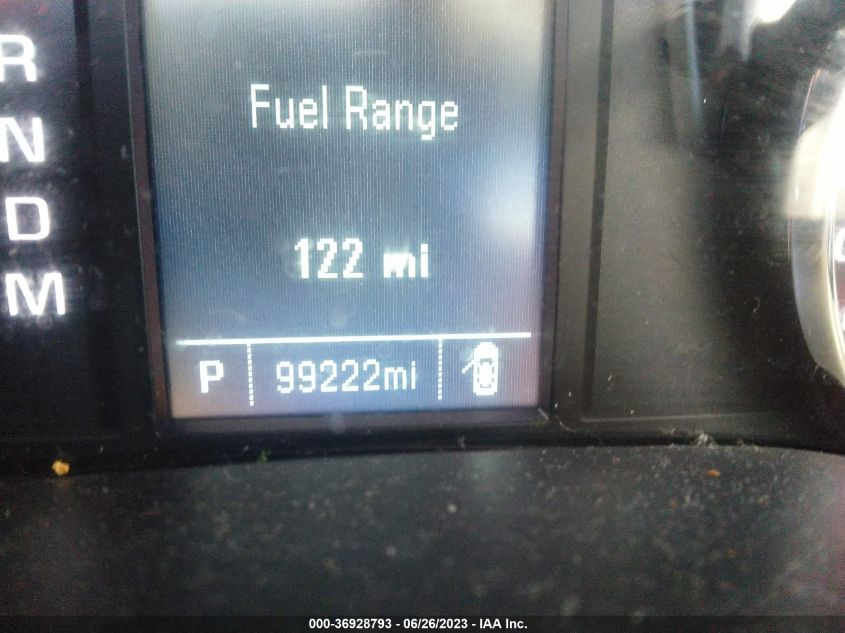 R
N
D
M
Fuel Range
122 mi
P 99222mi
000-36928793 - 06/26/2023 - IAA Inc.